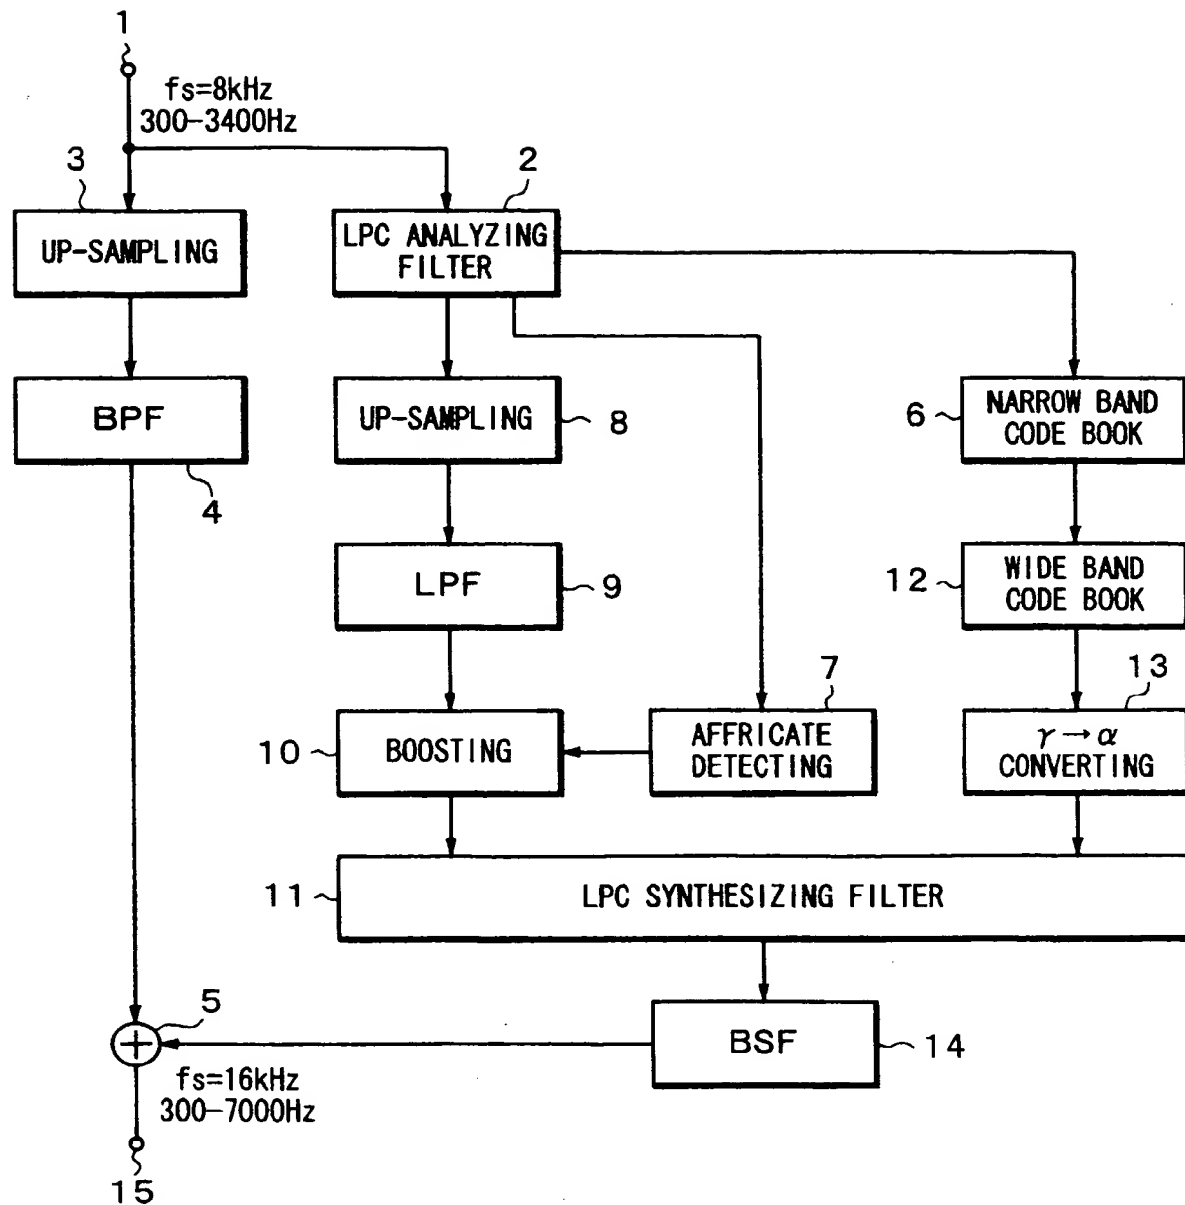 1
fs=8kHz
300-3400Hz
3
2
UP-SAMPLING
LPC ANALYZING
FILTER
BPF
4
UP-SAMPLING
8
6
NARROW BAND
CODE BOOK
LPF
9
12
WIDE BAND
CODE BOOK
7
13
10
BOOSTING
AFFRICATE
DETECTING
γ→α
CONVERTING
11
LPC SYNTHESIZING FILTER
5
+
BSF
14
fs=16kHz
300-7000Hz
15